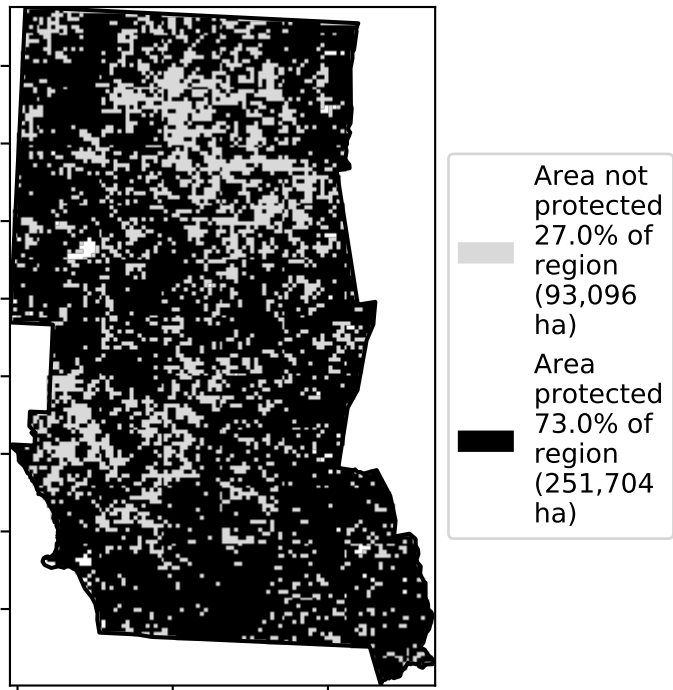 Area not
protected
27.0% of
region
(93,096
ha)
Area
protected
73.0% of
region
(251,704
ha)